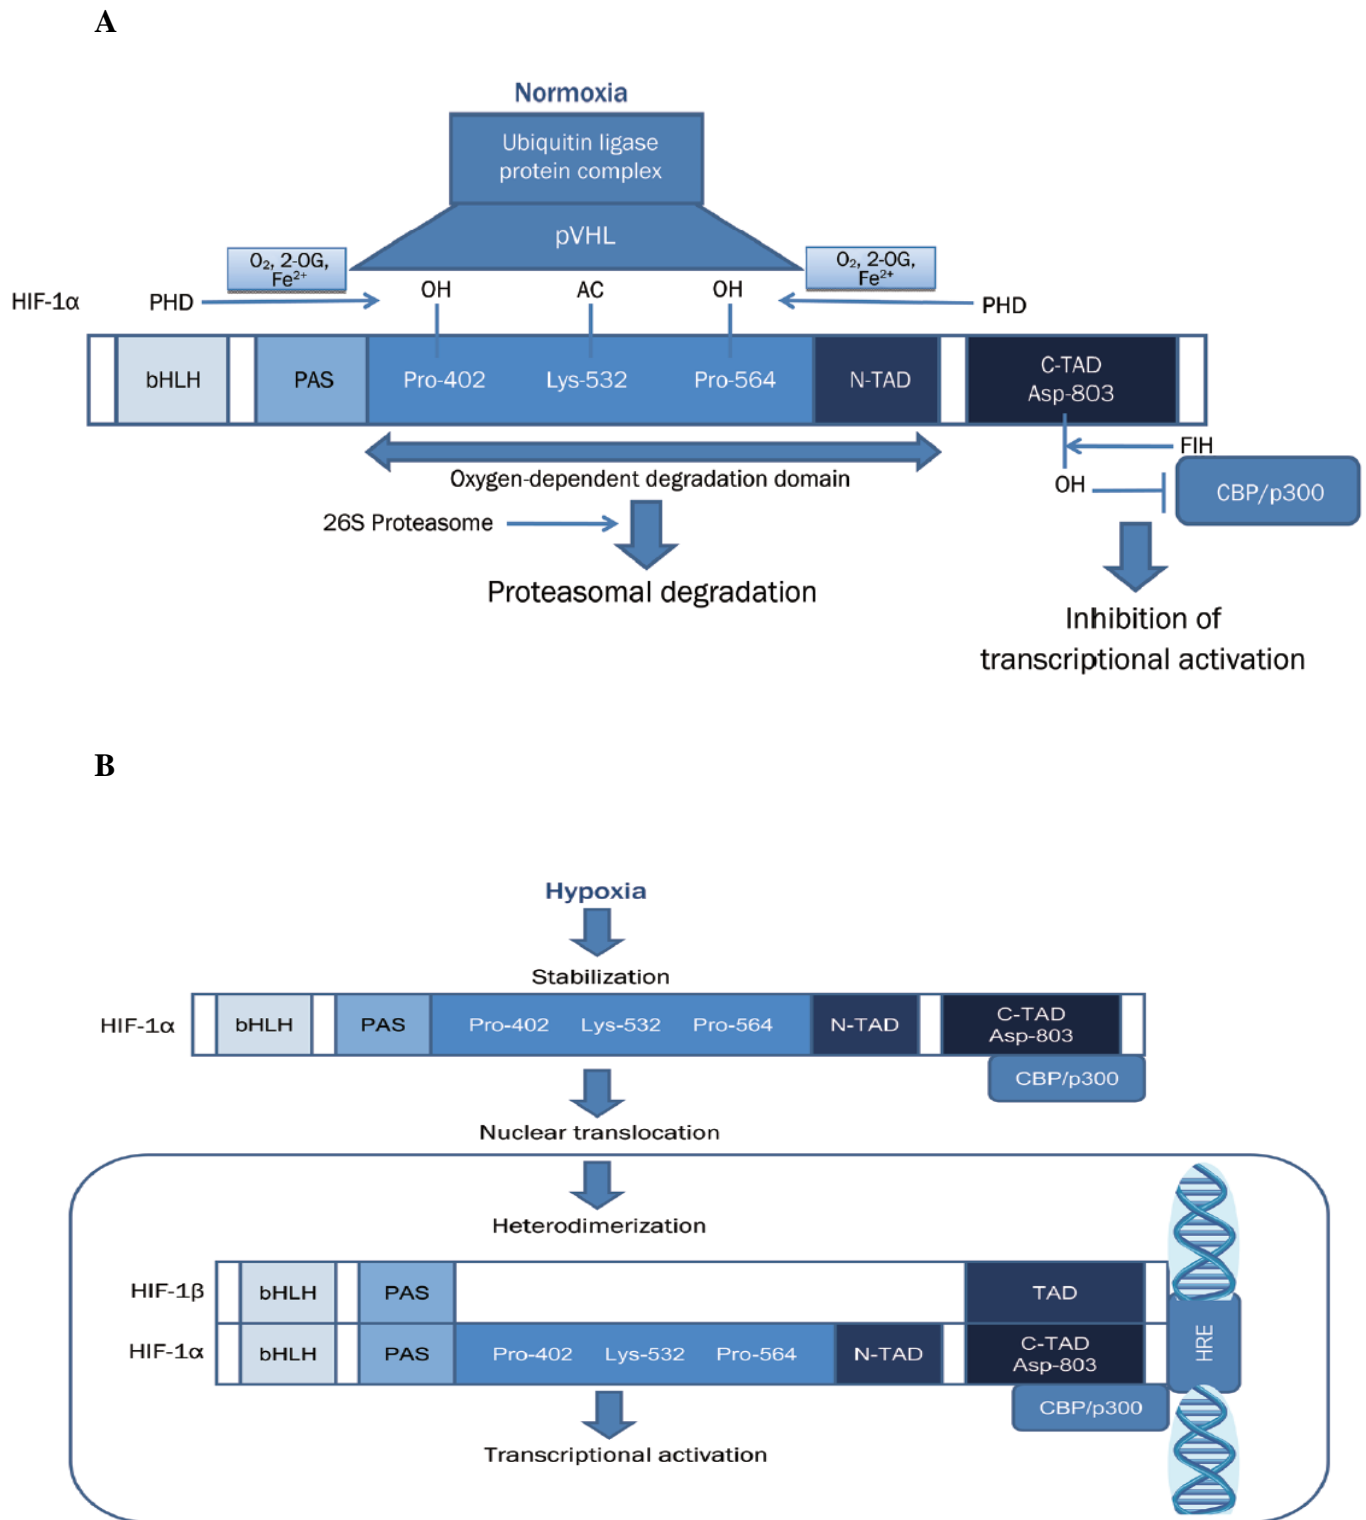 A
Normoxia
Ubiquitin ligase
protein complex
pVHL
O₂, 2-OG,
Fe²⁺
O₂, 2-OG,
Fe²⁺
HIF-1α
PHD
OH
AC
OH
PHD
bHLH
PAS
Pro-402
Lys-532
Pro-564
N-TAD
C-TAD
Asp-803
Oxygen-dependent degradation domain
FIH
OH
CBP/p300
26S Proteasome
Proteasomal degradation
Inhibition of
transcriptional activation
B
Hypoxia
Stabilization
HIF-1α
bHLH
PAS
Pro-402
Lys-532
Pro-564
N-TAD
C-TAD
Asp-803
CBP/p300
Nuclear translocation
Heterodimerization
HIF-1β
bHLH
PAS
TAD
HIF-1α
bHLH
PAS
Pro-402
Lys-532
Pro-564
N-TAD
C-TAD
Asp-803
HRE
CBP/p300
Transcriptional activation